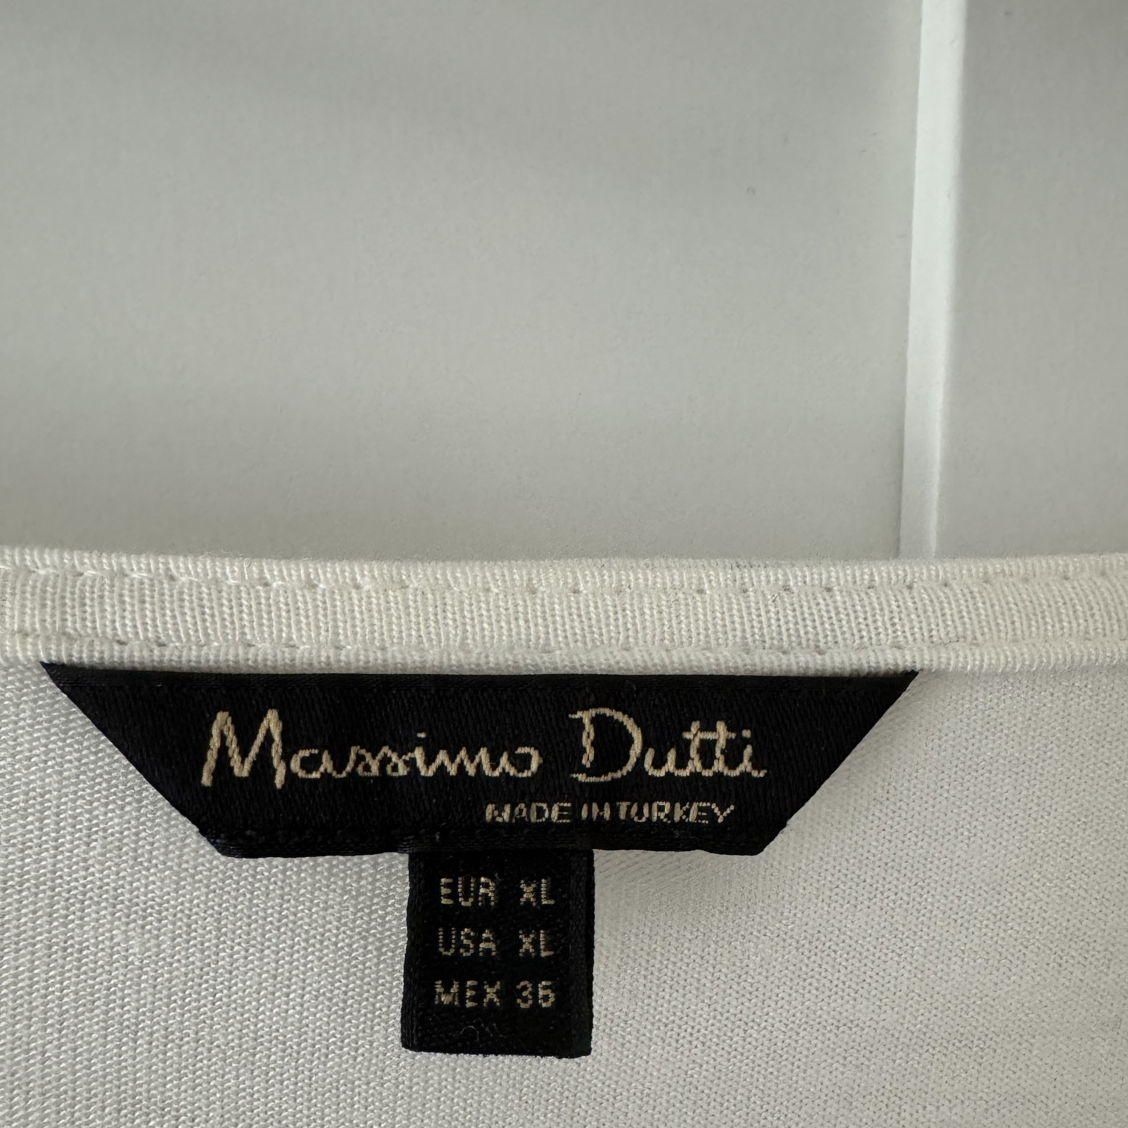 Massimo Dutti
MADE IN TURKEY
EUR XL
USA XL
MEX 36